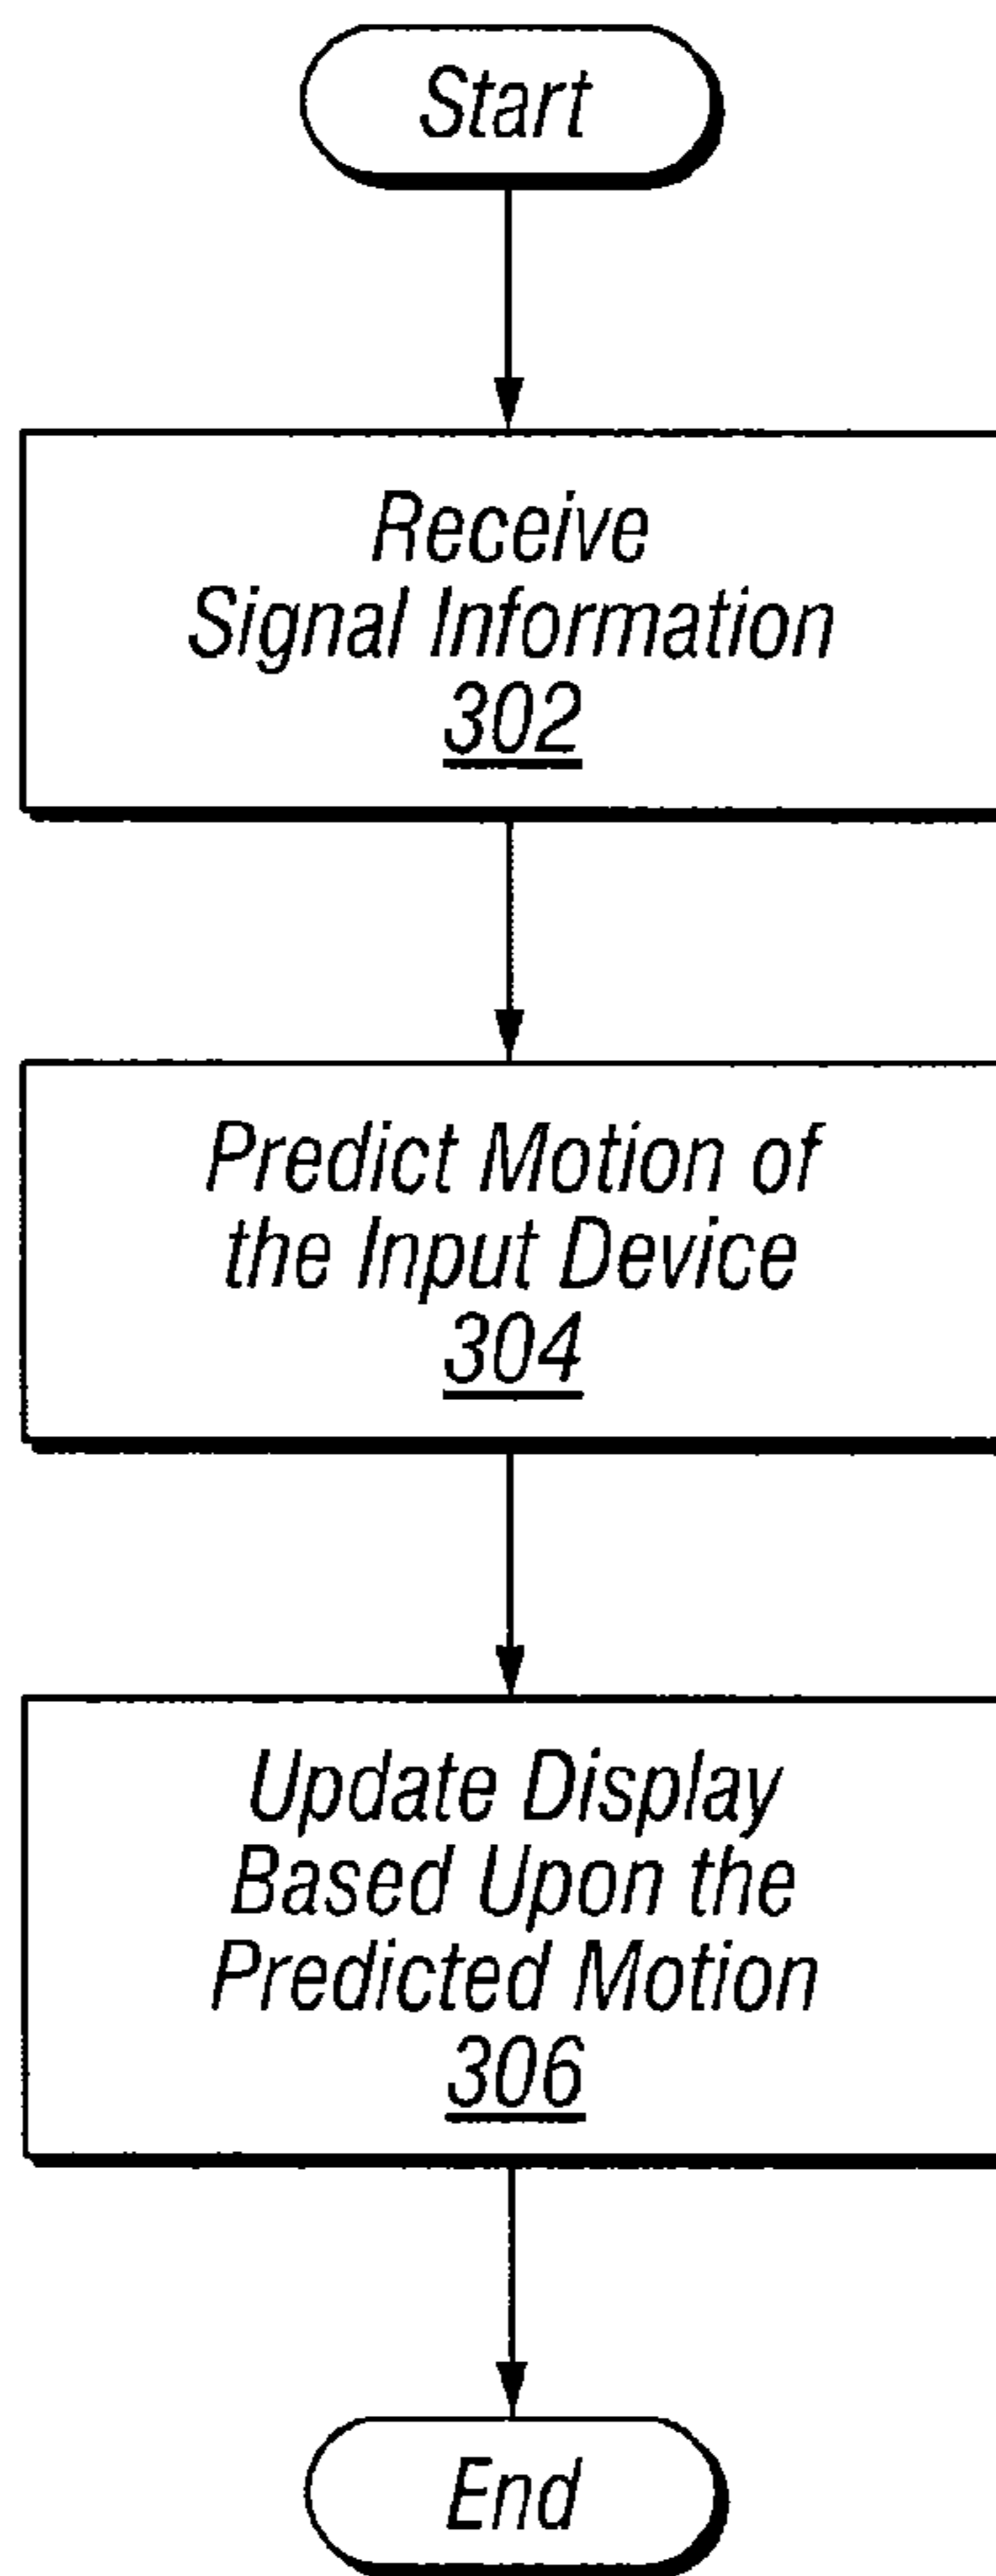 Start
Receive
Signal Information
302
Predict Motion of
the Input Device
304
Update Display
Based Upon the
Predicted Motion
306
End